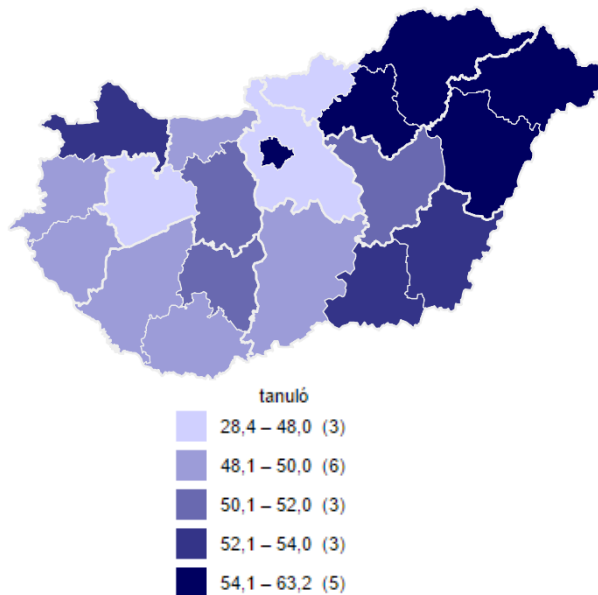 tanuló
28,4 – 48,0 (3)
48,1 – 50,0 (6)
50,1 – 52,0 (3)
52,1 – 54,0 (3)
54,1 – 63,2 (5)